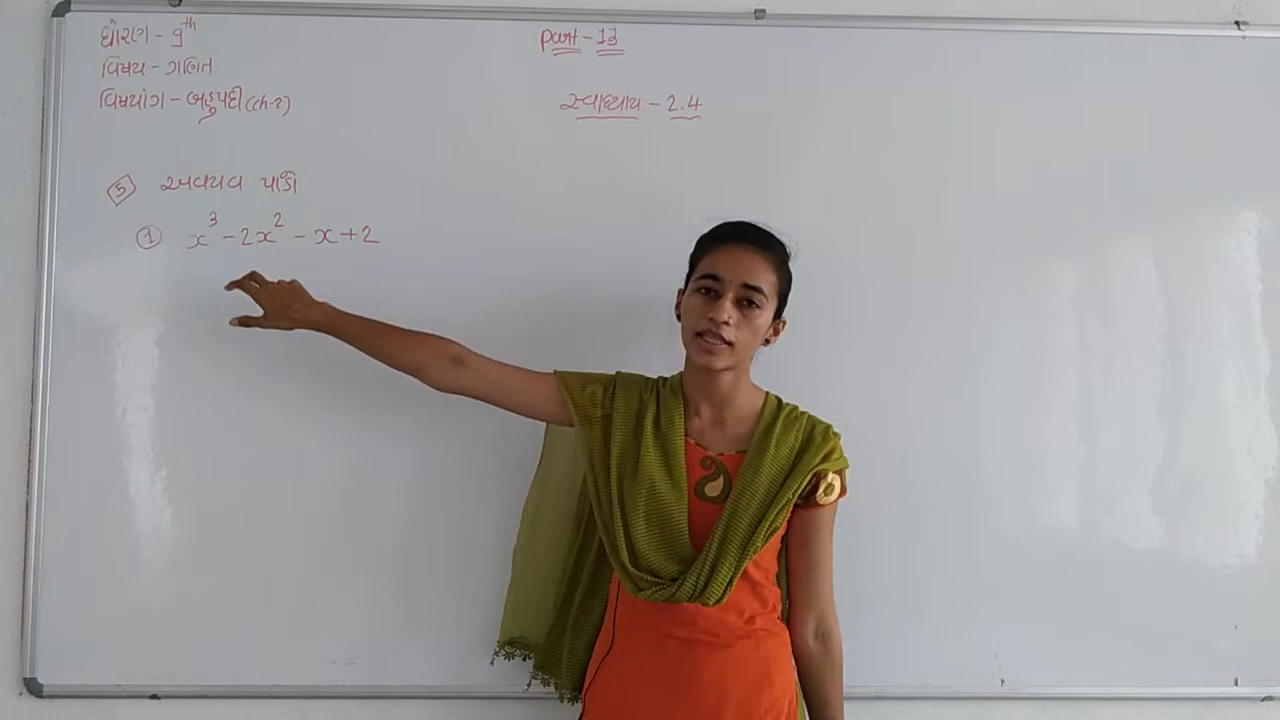 ધોરણ - 9th
વિષય - ગણિત
વિષયાંગ - બહુપદી (ch-2)
Part - 13
સ્વાધ્યાય - 2.4
5 અવયવ પાડો
1 x³ - 2x² - x + 2